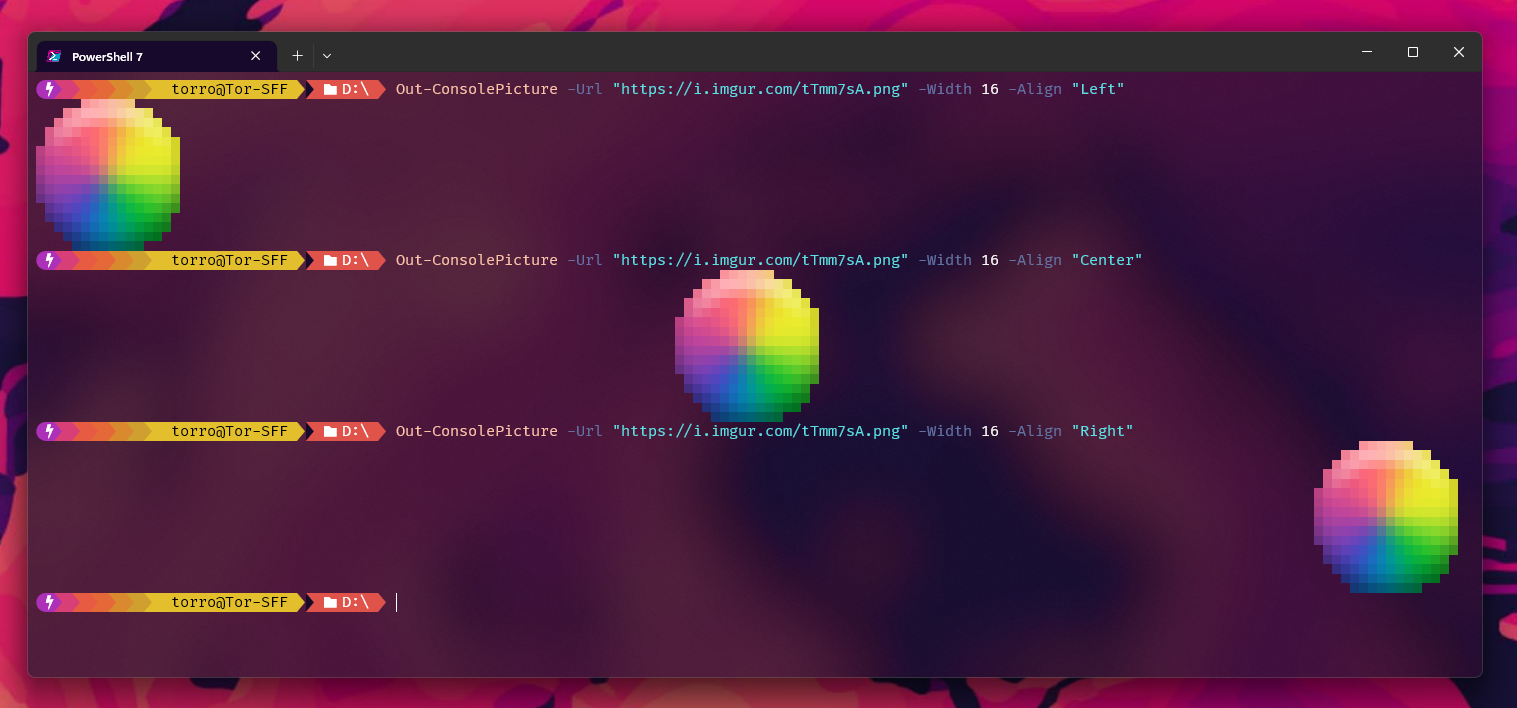 PowerShell 7
torro@Tor-SFF D:\ Out-ConsolePicture -Url "https://i.imgur.com/tTmm7sA.png" -Width 16 -Align "Left"
torro@Tor-SFF D:\ Out-ConsolePicture -Url "https://i.imgur.com/tTmm7sA.png" -Width 16 -Align "Center"
torro@Tor-SFF D:\ Out-ConsolePicture -Url "https://i.imgur.com/tTmm7sA.png" -Width 16 -Align "Right"
torro@Tor-SFF D:\